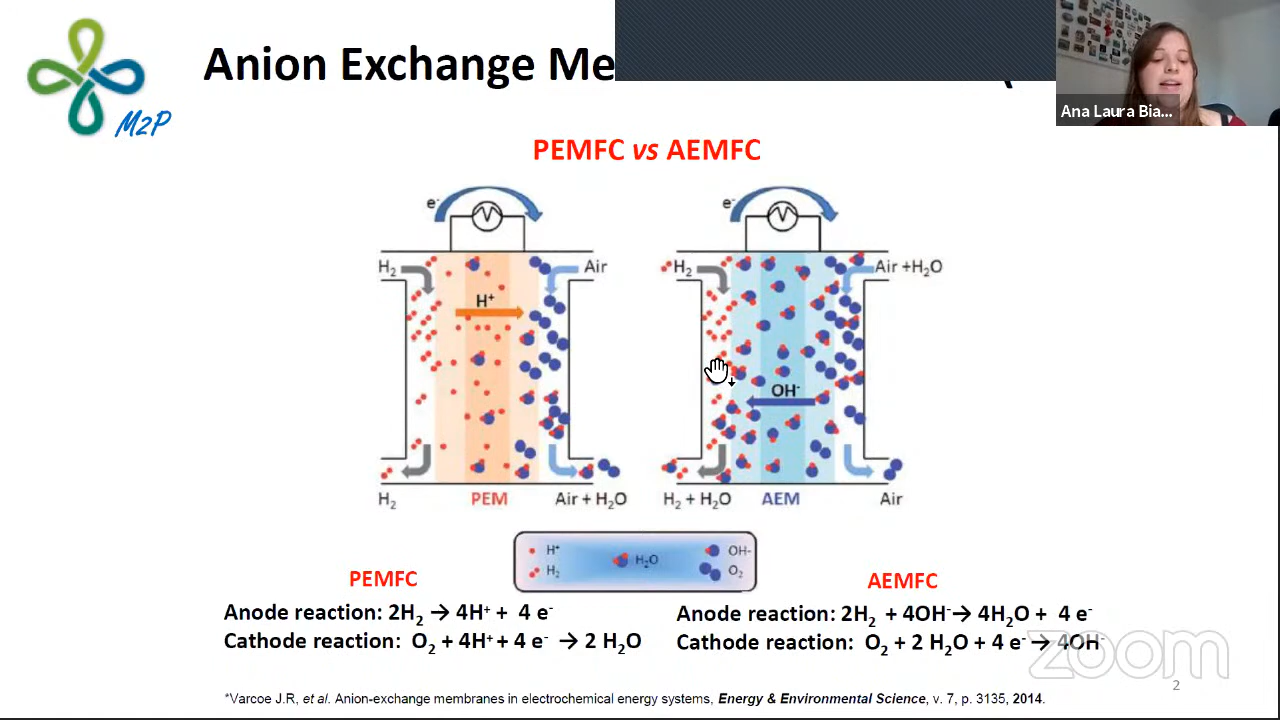 Anion Exchange Me
Ana Laura Bia...
M2P
PEMFC vs AEMFC
e-
e-
H2
Air
H2
Air +H2O
H+
OH-
H2
PEM
Air + H2O
H2 + H2O
AEM
Air
H+
H2O
OH-
H2
O2
PEMFC
Anode reaction: 2H2 → 4H+ + 4 e-
Cathode reaction: O2 + 4H+ + 4 e- → 2 H2O
AEMFC
Anode reaction: 2H2 + 4OH- → 4H2O + 4 e-
Cathode reaction: O2 + 2 H2O + 4 e- → 4OH-
zoom
2
*Varcoe J.R, et al. Anion-exchange membranes in electrochemical energy systems, Energy & Environmental Science, v. 7, p. 3135, 2014.